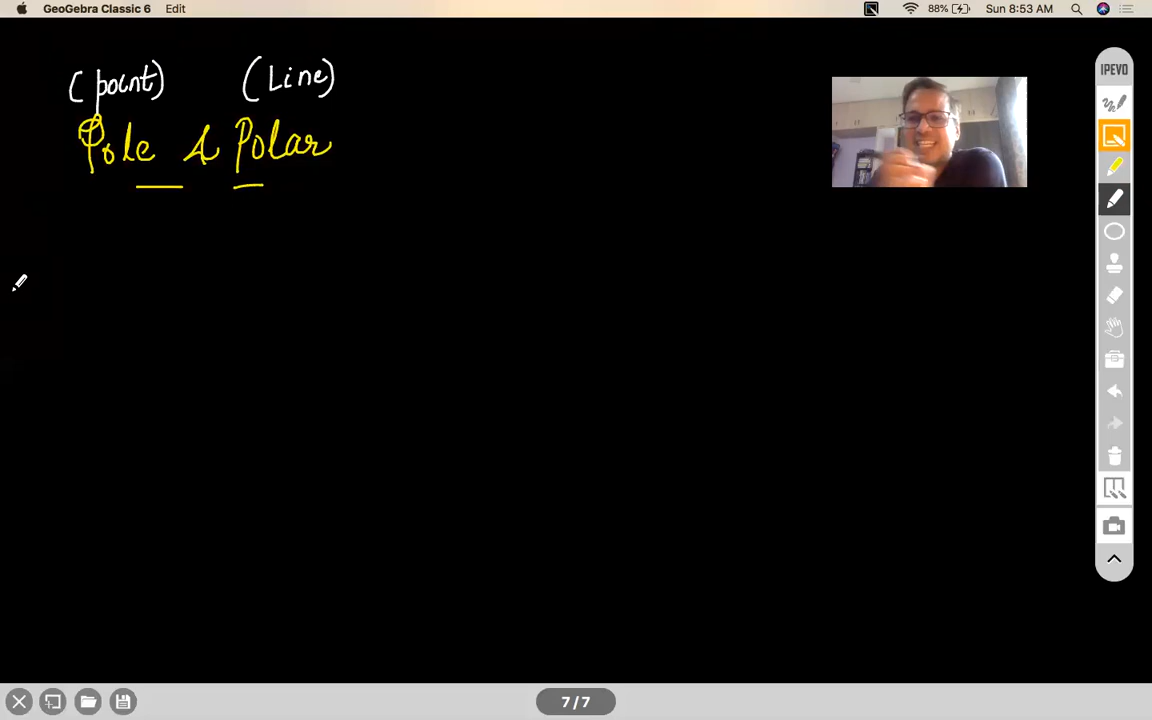 GeoGebra Classic 6 Edit 88% Sun 8:53 AM
IPEVO
(point) (Line)
Pole & Polar
7/7